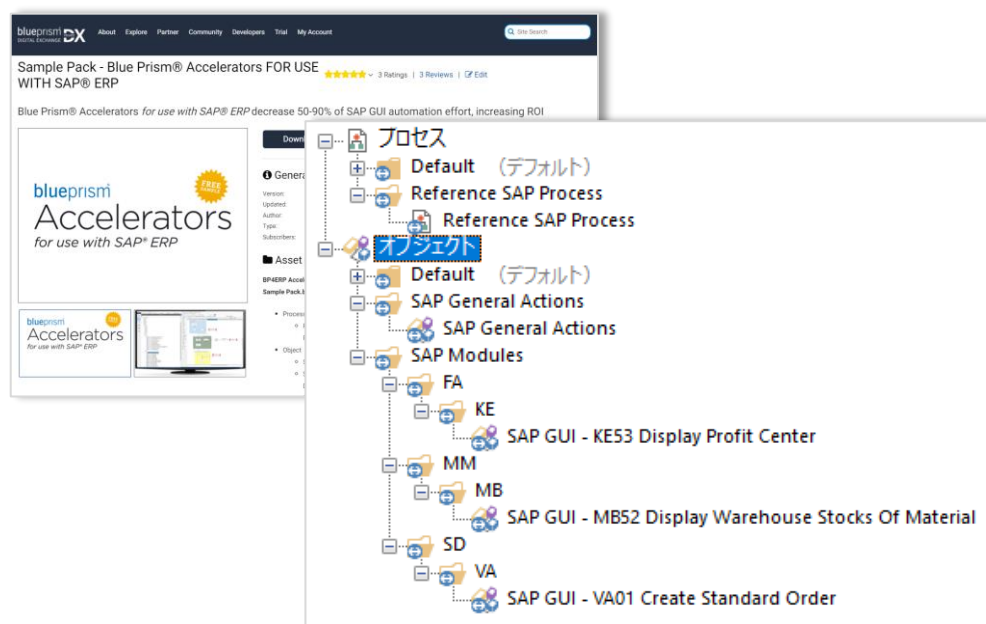 blueprism DX
DIGITAL EXCHANGE
About Explore Partner Community Developers Trial My Account
Site Search
Sample Pack - Blue Prism® Accelerators FOR USE
WITH SAP® ERP
3 Ratings | 3 Reviews | Edit
Blue Prism® Accelerators for use with SAP® ERP decrease 50-90% of SAP GUI automation effort, increasing ROI
blueprism
FREE
SAMPLE
Accelerators
for use with SAP® ERP
blueprism
Accelerators
for use with SAP® ERP
Version:
Updated
Author:
Type:
Subscribers:
Asset
Sample Pack
プロセス
Default （デフォルト）
Reference SAP Process
Reference SAP Process
オブジェクト
Default （デフォルト）
SAP General Actions
SAP General Actions
SAP Modules
FA
KE
SAP GUI - KE53 Display Profit Center
MM
MB
SAP GUI - MB52 Display Warehouse Stocks Of Material
SD
VA
SAP GUI - VA01 Create Standard Order